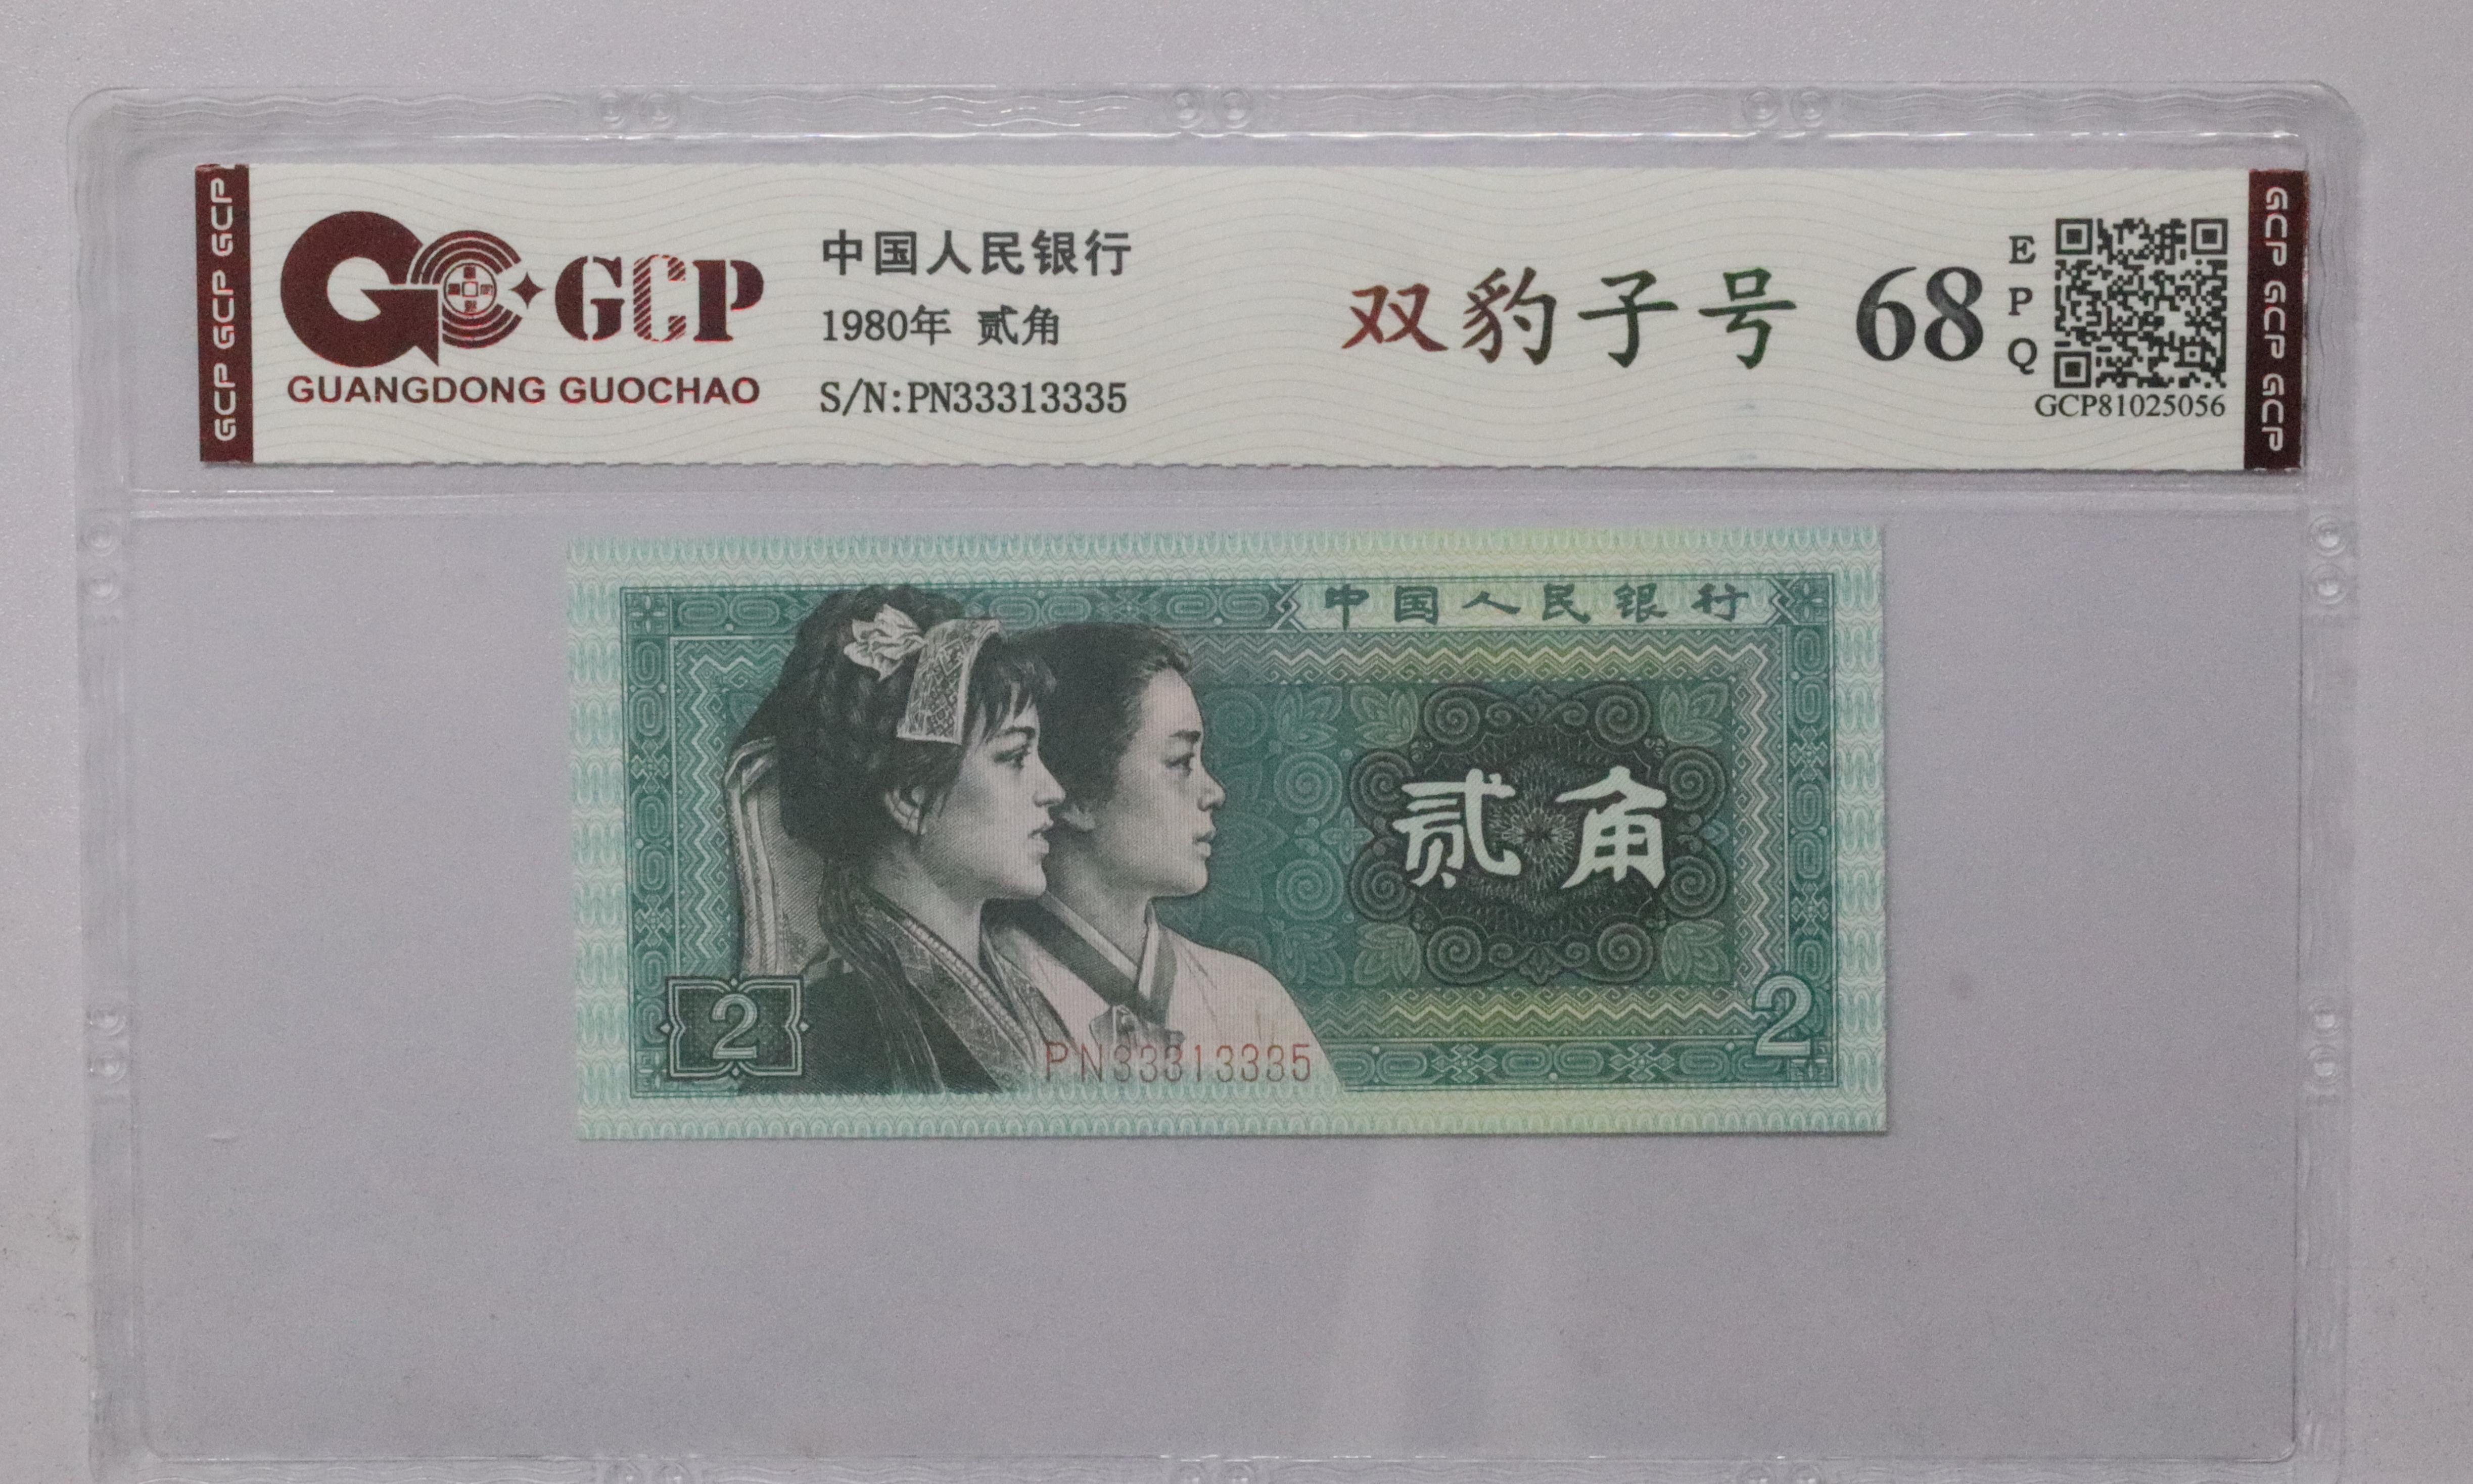 GCP GCP GCP
GCP
GUANGDONG GUOCHAO
中国人民银行
1980年 贰角
S/N:PN33313335
双豹子号 68
E
P
Q
GCP81025056
GCP GCP GCP
中国人民银行
贰角
2
2
PN33313335